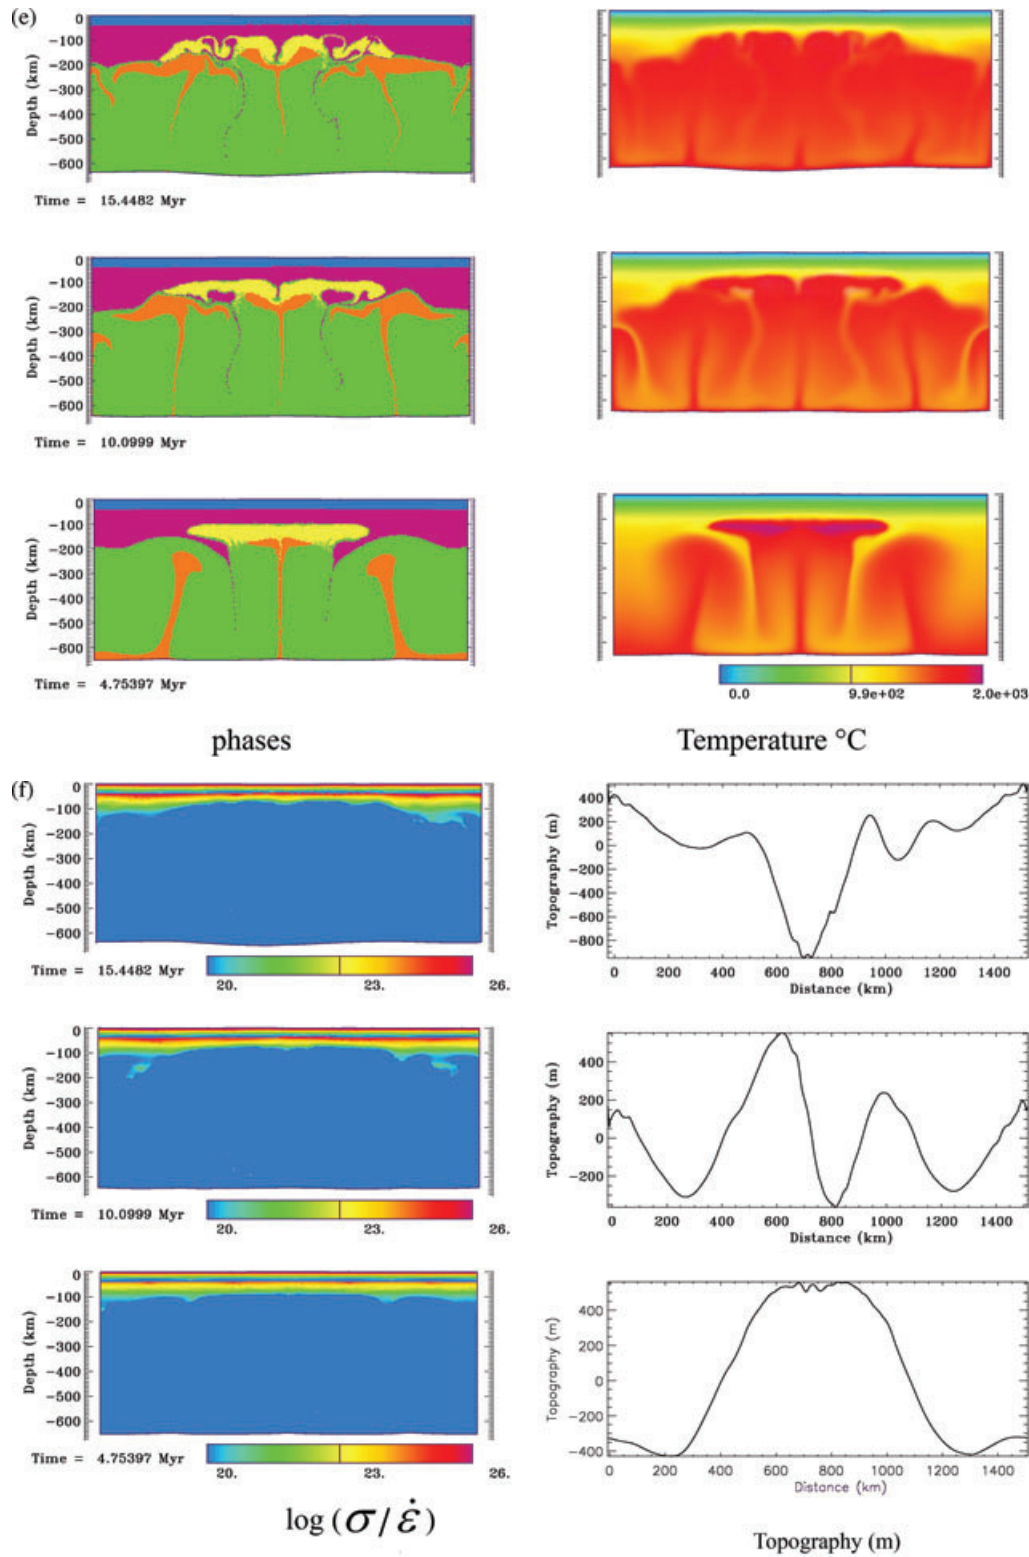 (e)
0
-100
-200
-300
-400
-500
-600
Depth (km)
Time = 15.4482 Myr
0
-100
-200
-300
-400
-500
-600
Depth (km)
Time = 10.0999 Myr
0
-100
-200
-300
-400
-500
-600
Depth (km)
Time = 4.75397 Myr
0.0 9.9e+02 2.0e+03
phases Temperature °C
(f)
0
-100
-200
-300
-400
-500
-600
Depth (km)
Time = 15.4482 Myr
20. 23. 26.
400
200
0
-200
-400
-600
-800
Topography (m)
0 200 400 600 800 1000 1200 1400
Distance (km)
0
-100
-200
-300
-400
-500
-600
Depth (km)
Time = 10.0999 Myr
20. 23. 26.
400
200
0
-200
Topography (m)
0 200 400 600 800 1000 1200 1400
Distance (km)
0
-100
-200
-300
-400
-500
-600
Depth (km)
Time = 4.75397 Myr
20. 23. 26.
400
200
0
-200
-400
Topography (m)
0 200 400 600 800 1000 1200 1400
Distance (km)
log (σ/ε̇)
Topography (m)